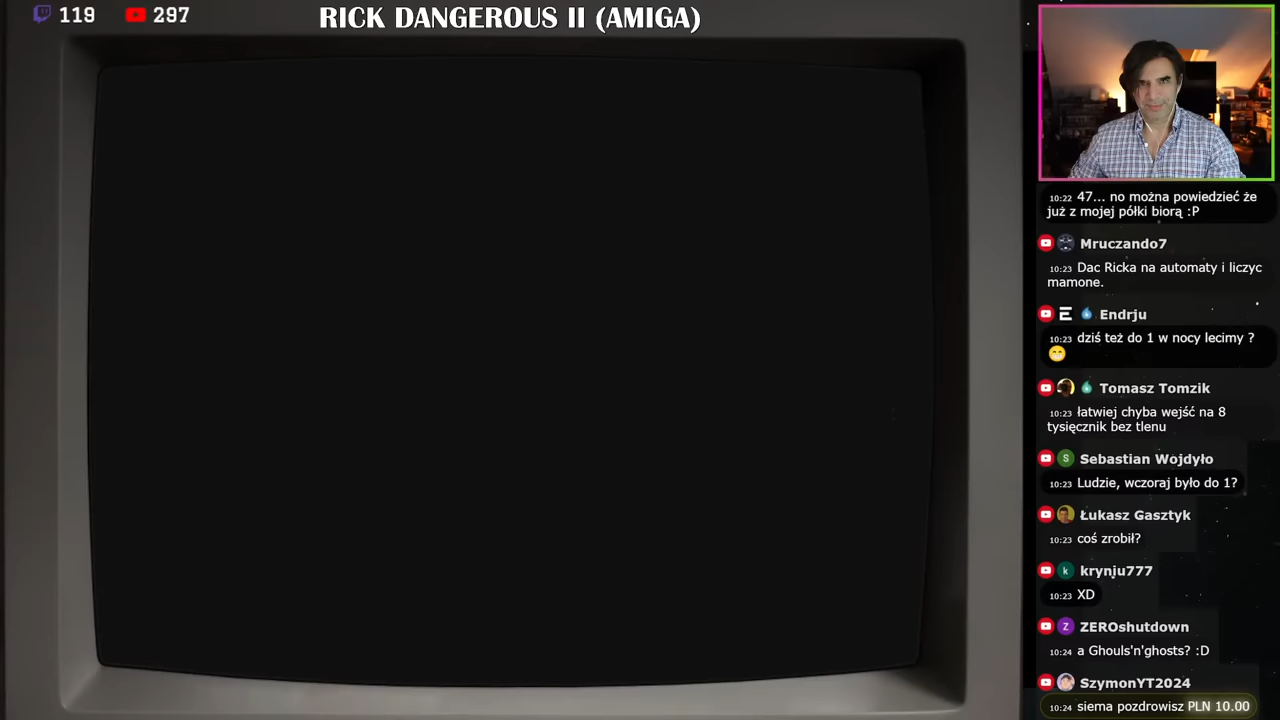 119
297
RICK DANGEROUS II (AMIGA)
10:22 47... no można powiedzieć że
już z mojej półki biorą :P
Mruczando7
10:23 Dac Ricka na automaty i liczyc
mamone.
Endrju
10:23 dziś też do 1 w nocy lecimy ?
😁
Tomasz Tomzik
10:23 łatwiej chyba wejść na 8
tysięcznik bez tlenu
S Sebastian Wojdyło
10:23 Ludzie, wczoraj było do 1?
Łukasz Gasztyk
10:23 coś zrobił?
k krynju777
10:23 XD
Z ZEROshutdown
10:24 a Ghouls'n'ghosts? :D
SzymonYT2024
10:24 siema pozdrowisz PLN 10.00